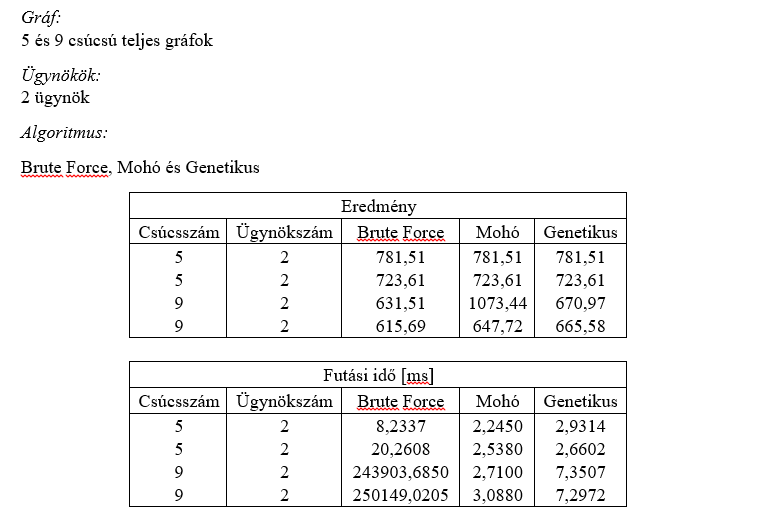 Gráf:
5 és 9 csúcsú teljes gráfok
Ügynökök:
2 ügynök
Algoritmus:
Brute Force, Mohó és Genetikus
Eredmény
Csúcsszám Ügynökszám Brute Force Mohó Genetikus
5 2 781,51 781,51 781,51
5 2 723,61 723,61 723,61
9 2 631,51 1073,44 670,97
9 2 615,69 647,72 665,58
Futási idő [ms]
Csúcsszám Ügynökszám Brute Force Mohó Genetikus
5 2 8,2337 2,2450 2,9314
5 2 20,2608 2,5380 2,6602
9 2 243903,6850 2,7100 7,3507
9 2 250149,0205 3,0880 7,2972